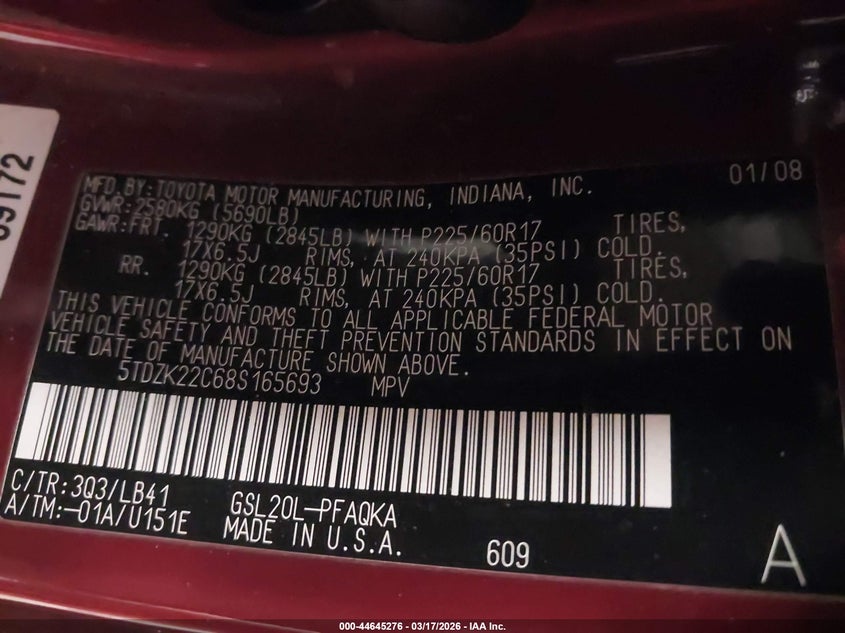 MFD.BY:TOYOTA MOTOR MANUFACTURING, INDIANA, INC. 01/08
GVWR:2580KG (5690LB)
GAWR:FRT. 1290KG (2845LB) WITH P225/60R17 TIRES,
17X6.5J RIMS, AT 240KPA (35PSI) COLD.
RR. 1290KG (2845LB) WITH P225/60R17 TIRES,
17X6.5J RIMS, AT 240KPA (35PSI) COLD.
THIS VEHICLE CONFORMS TO ALL APPLICABLE FEDERAL MOTOR
VEHICLE SAFETY AND THEFT PREVENTION STANDARDS IN EFFECT ON
THE DATE OF MANUFACTURE SHOWN ABOVE.
5TDZK22C68S165693 MPV
C/TR:3Q3/LB41 GSL20L-PFAQKA
A/TM:-01A/U151E MADE IN U.S.A.
609
A
000-44645276 - 03/17/2026 - IAA Inc.